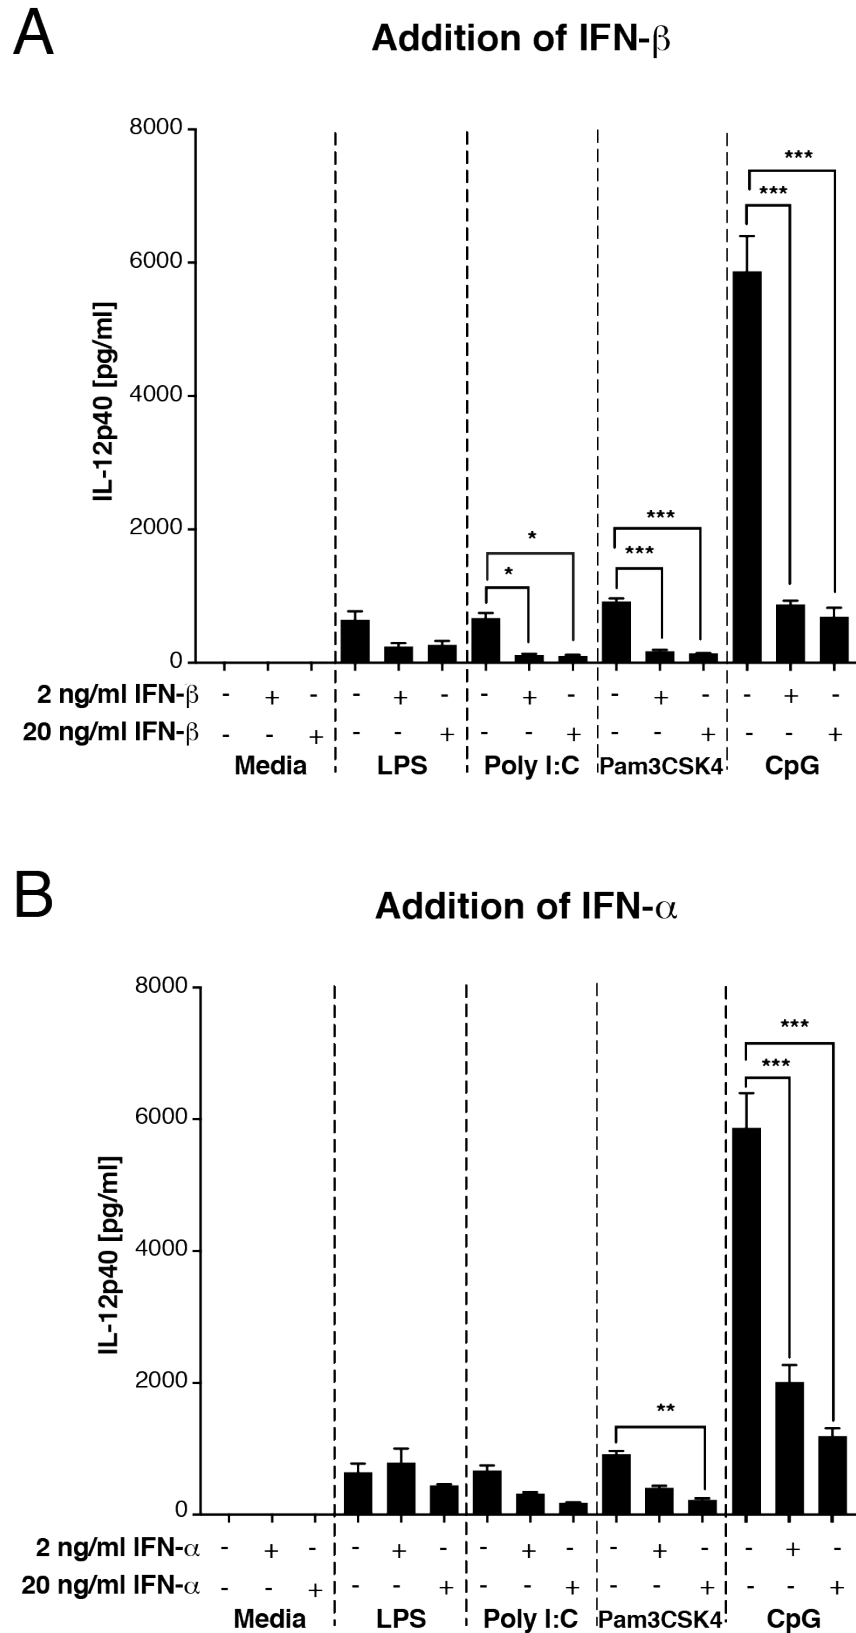 A
Addition of IFN-β
8000
6000
4000
2000
0
IL-12p40 [pg/ml]
***
***
***
***
*
*
2 ng/ml IFN-β - + - - + - - + - - + - - + -
20 ng/ml IFN-β - - + - - + - - + - - + - - +
Media LPS Poly I:C Pam3CSK4 CpG
B
Addition of IFN-α
8000
6000
4000
2000
0
IL-12p40 [pg/ml]
***
***
**
2 ng/ml IFN-α - + - - + - - + - - + - - + -
20 ng/ml IFN-α - - + - - + - - + - - + - - +
Media LPS Poly I:C Pam3CSK4 CpG